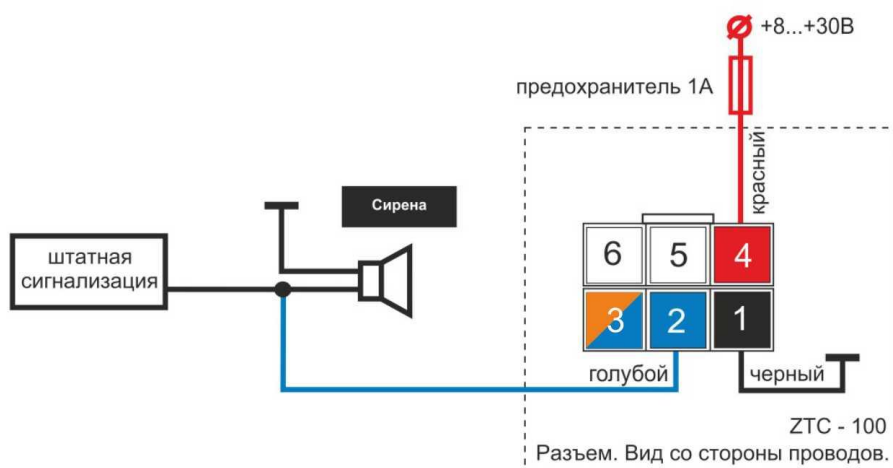 +8...+30В
предохранитель 1А
красный
Сирена
штатная
сигнализация
6 5 4
3 2 1
голубой
черный
ZTC - 100
Разъем. Вид со стороны проводов.